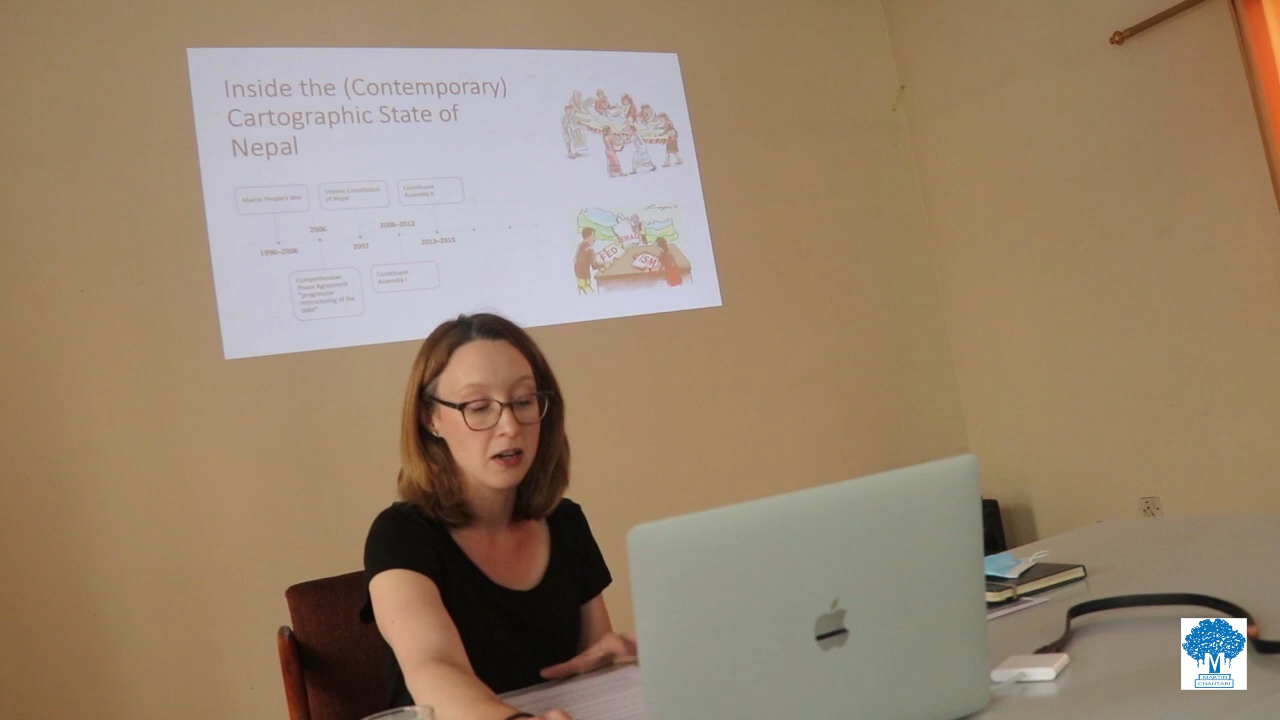 Inside the (Contemporary)
Cartographic State of
Nepal
Maoist People's War
Interim Constitution
of Nepal
Constituent
Assembly II
2006
2008-2012
1996-2006
2007
2013-2015
Comprehensive
Peace Agreement
"progressive
restructuring of the
state"
Constituent
Assembly I
FED
ERAL
ISM
M
MARTIN
CHAUTARI